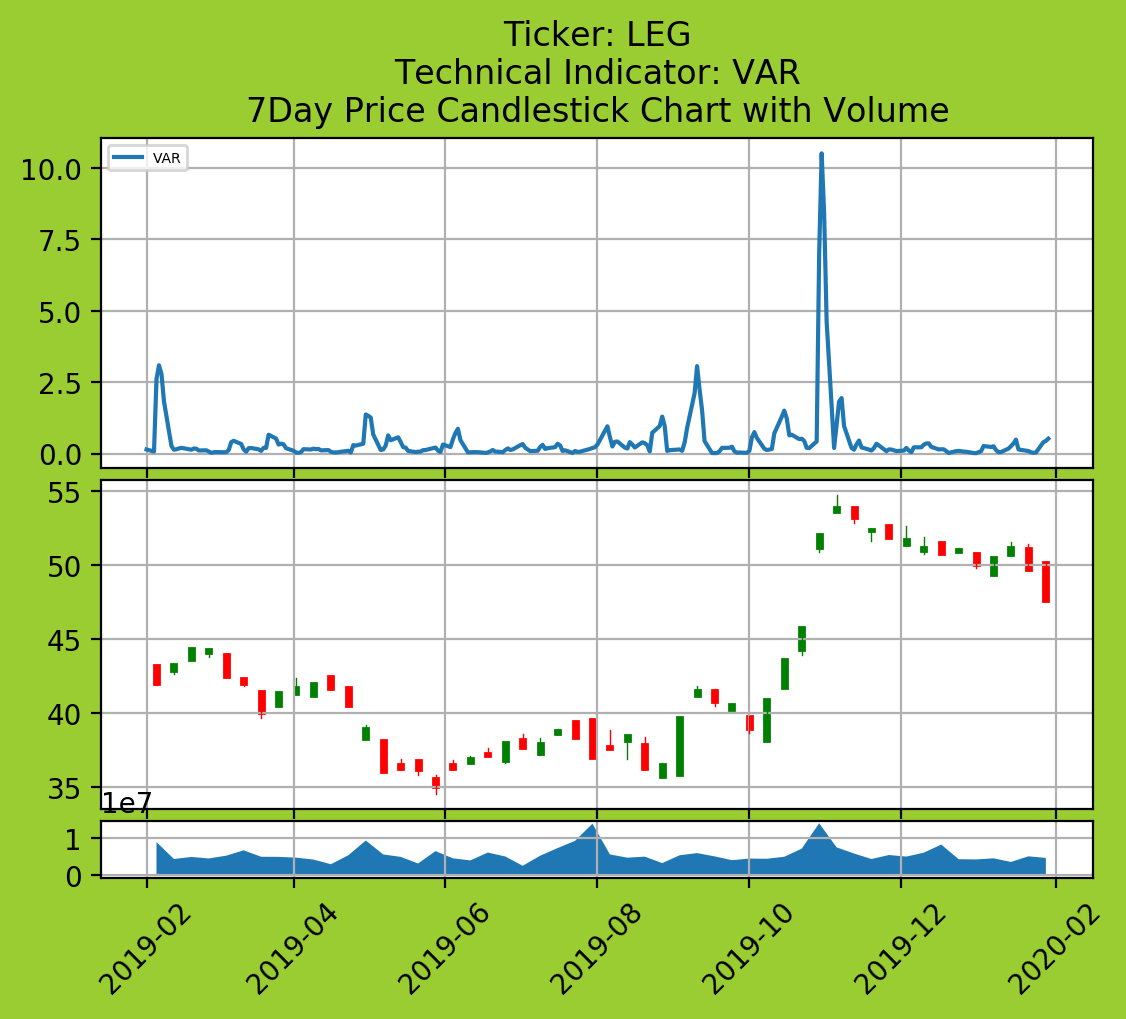 Ticker: LEG
Technical Indicator: VAR
7Day Price Candlestick Chart with Volume
VAR
10.0
7.5
5.0
2.5
0.0
55
50
45
40
35
1e7
1
0
2019-02 2019-04 2019-06 2019-08 2019-10 2019-12 2020-02